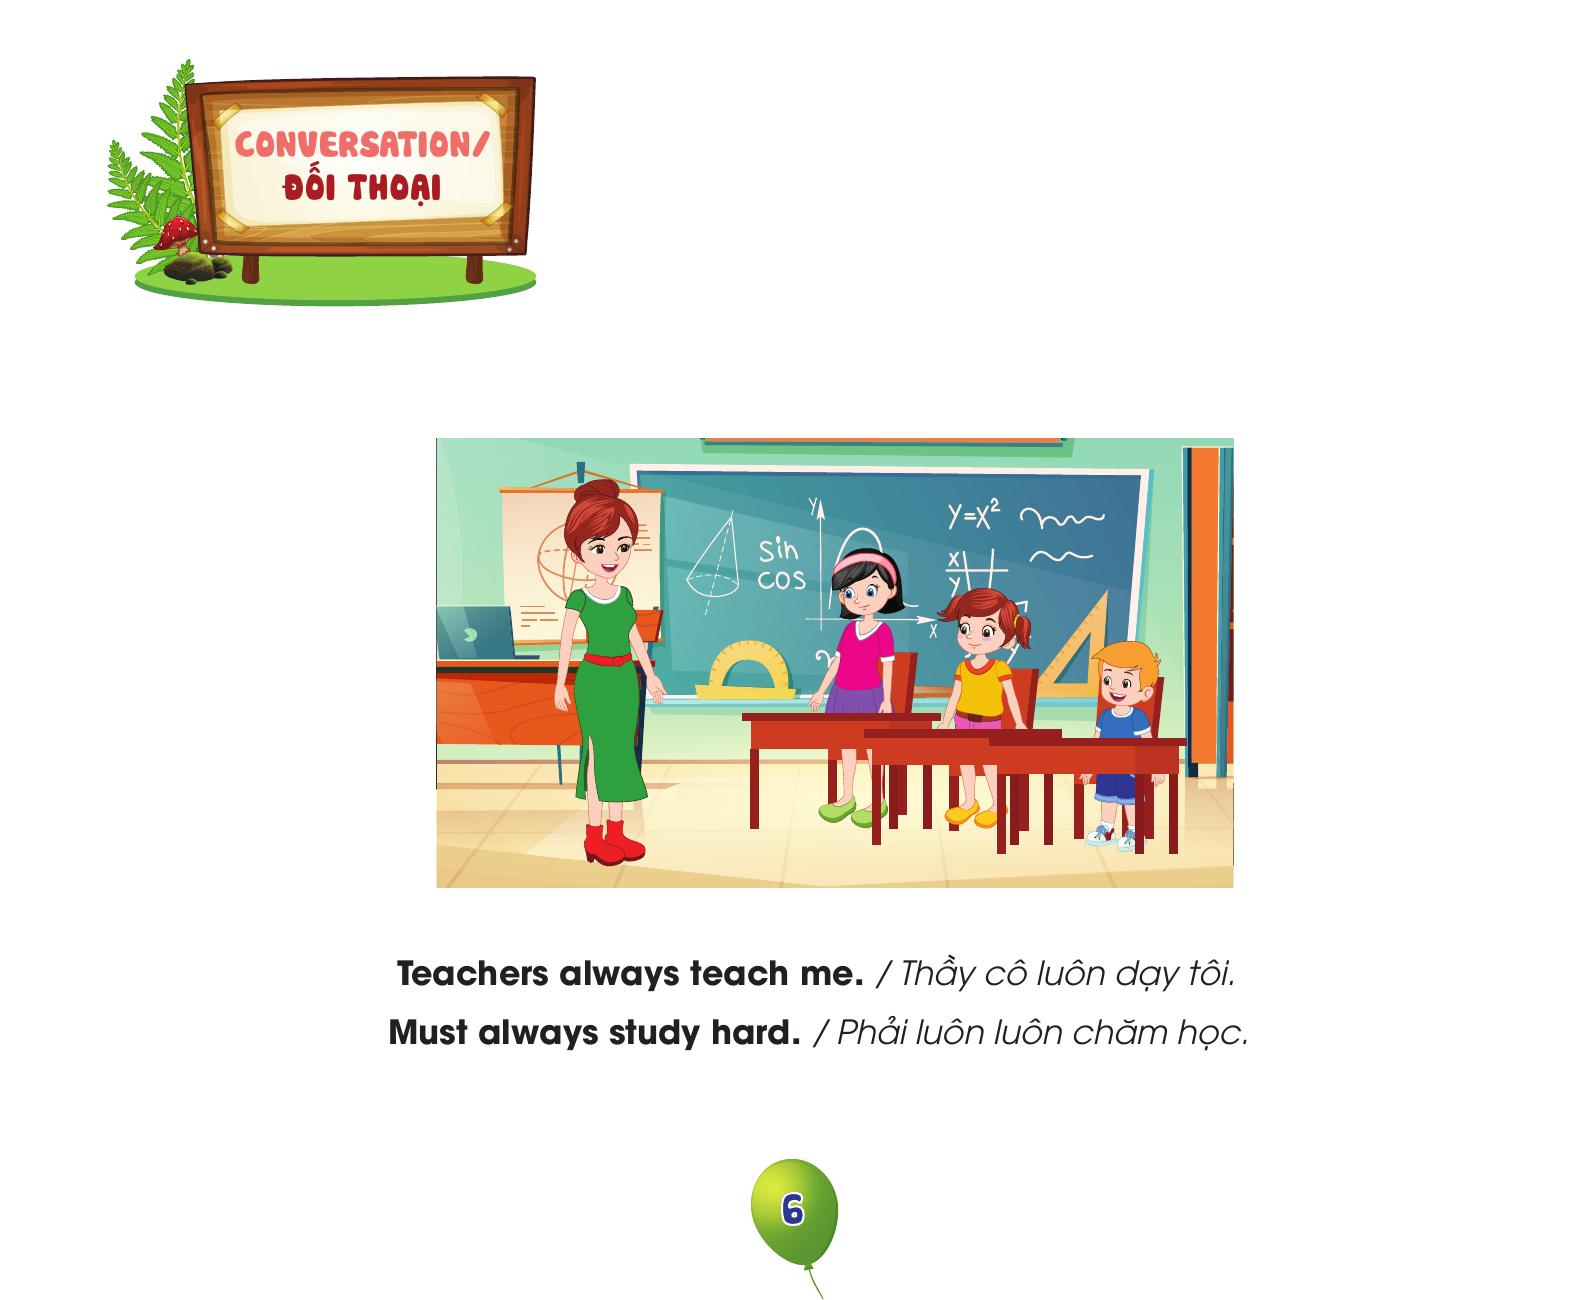 CONVERSATION/
ĐỐI THOẠI
sin
cos
y
x
y=x²
x
y
Teachers always teach me. / Thầy cô luôn dạy tôi.
Must always study hard. / Phải luôn luôn chăm học.
6